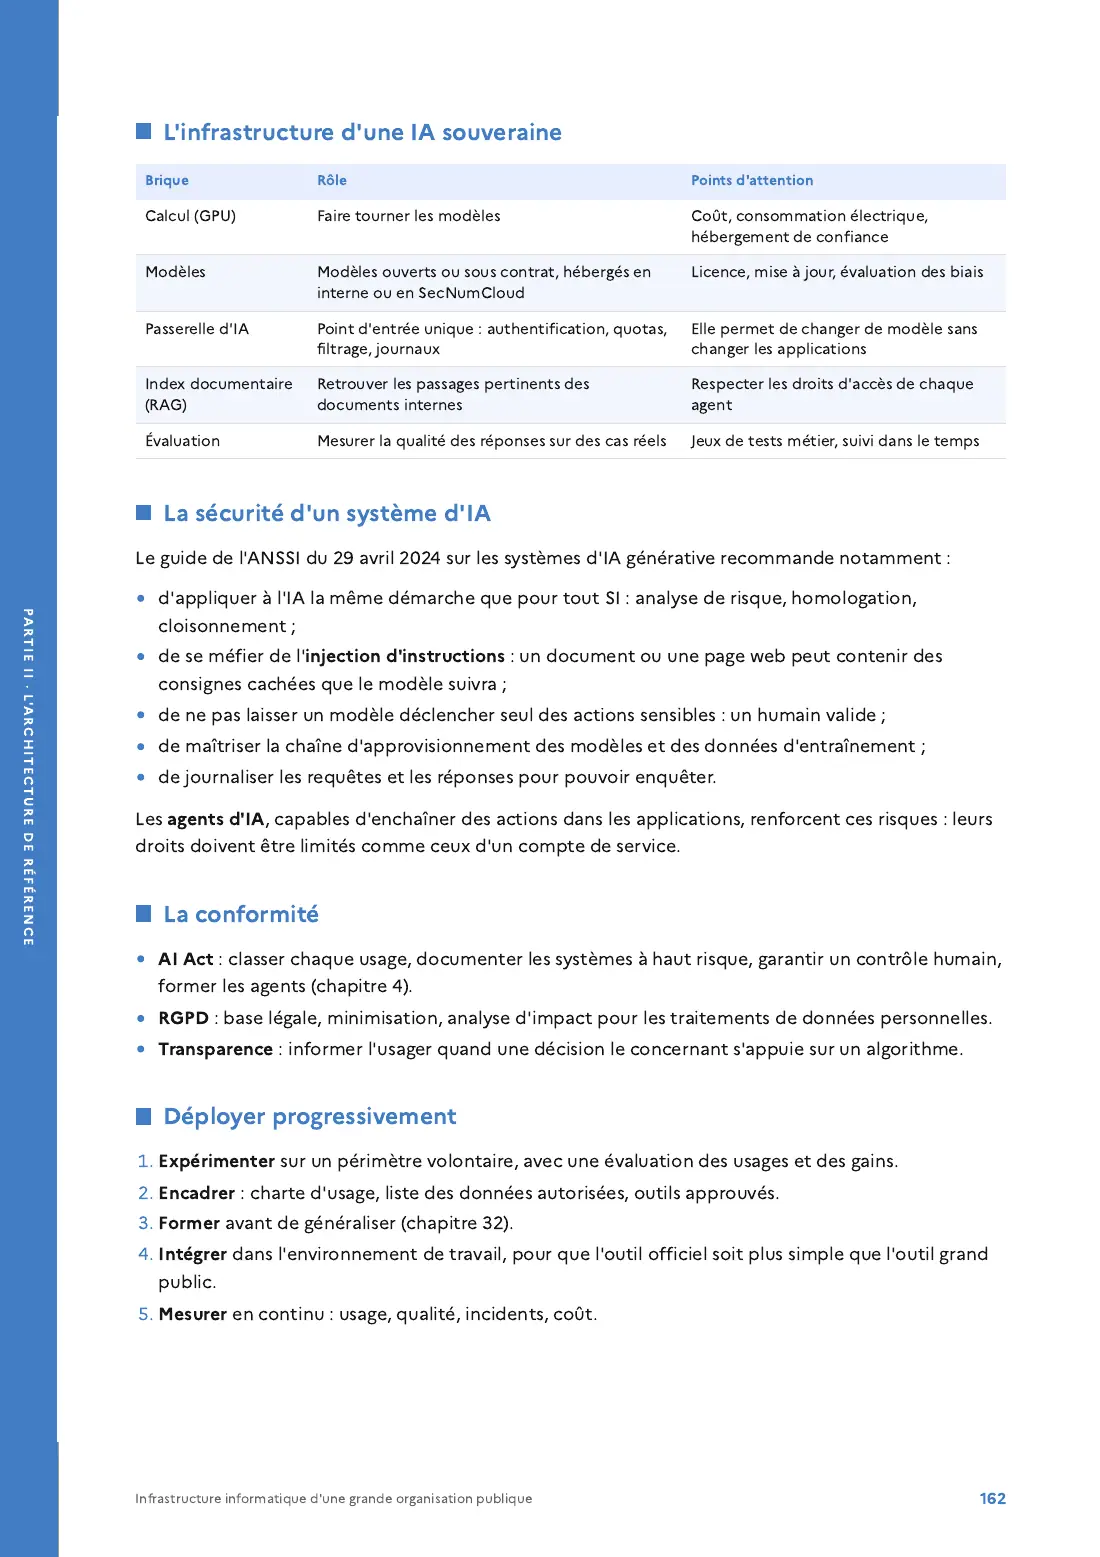 L'infrastructure d'une IA souveraine
Brique Rôle Points d'attention
Calcul (GPU) Faire tourner les modèles Coût, consommation électrique,
hébergement de confiance
Modèles Modèles ouverts ou sous contrat, hébergés en Licence, mise à jour, évaluation des biais
interne ou en SecNumCloud
Passerelle d'IA Point d'entrée unique : authentification, quotas, Elle permet de changer de modèle sans
filtrage, journaux changer les applications
Index documentaire Retrouver les passages pertinents des Respecter les droits d'accès de chaque
(RAG) documents internes agent
Évaluation Mesurer la qualité des réponses sur des cas réels Jeux de tests métier, suivi dans le temps
La sécurité d'un système d'IA
Le guide de l'ANSSI du 29 avril 2024 sur les systèmes d'IA générative recommande notamment :
• d'appliquer à l'IA la même démarche que pour tout SI : analyse de risque, homologation,
cloisonnement ;
• de se méfier de l'injection d'instructions : un document ou une page web peut contenir des
consignes cachées que le modèle suivra ;
• de ne pas laisser un modèle déclencher seul des actions sensibles : un humain valide ;
• de maîtriser la chaîne d'approvisionnement des modèles et des données d'entraînement ;
• de journaliser les requêtes et les réponses pour pouvoir enquêter.
Les agents d'IA, capables d'enchaîner des actions dans les applications, renforcent ces risques : leurs
droits doivent être limités comme ceux d'un compte de service.
La conformité
• AI Act : classer chaque usage, documenter les systèmes à haut risque, garantir un contrôle humain,
former les agents (chapitre 4).
• RGPD : base légale, minimisation, analyse d'impact pour les traitements de données personnelles.
• Transparence : informer l'usager quand une décision le concernant s'appuie sur un algorithme.
Déployer progressivement
1. Expérimenter sur un périmètre volontaire, avec une évaluation des usages et des gains.
2. Encadrer : charte d'usage, liste des données autorisées, outils approuvés.
3. Former avant de généraliser (chapitre 32).
4. Intégrer dans l'environnement de travail, pour que l'outil officiel soit plus simple que l'outil grand
public.
5. Mesurer en continu : usage, qualité, incidents, coût.
PARTIE II · L'ARCHITECTURE DE RÉFÉRENCE
Infrastructure informatique d'une grande organisation publique 162